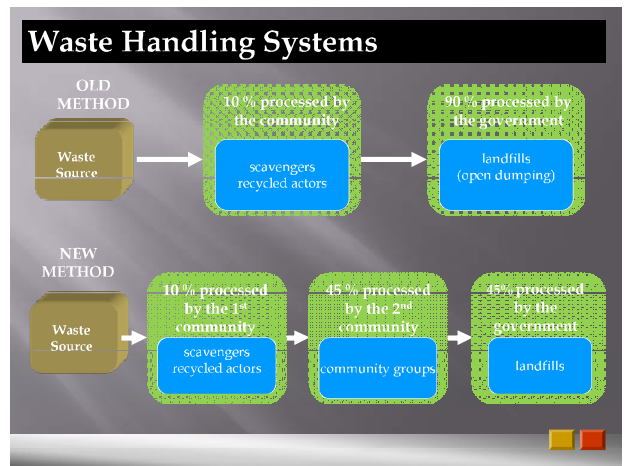 Waste Handling Systems
OLD
METHOD
Waste
Source
10 % processed by
the community
scavengers
recycled actors
90 % processed by
the government
landfills
(open dumping)
NEW
METHOD
Waste
Source
10 % processed
by the 1st
community
scavengers
recycled actors
45 % processed
by the 2nd
community
community groups
45% processed
by the
government
landfills